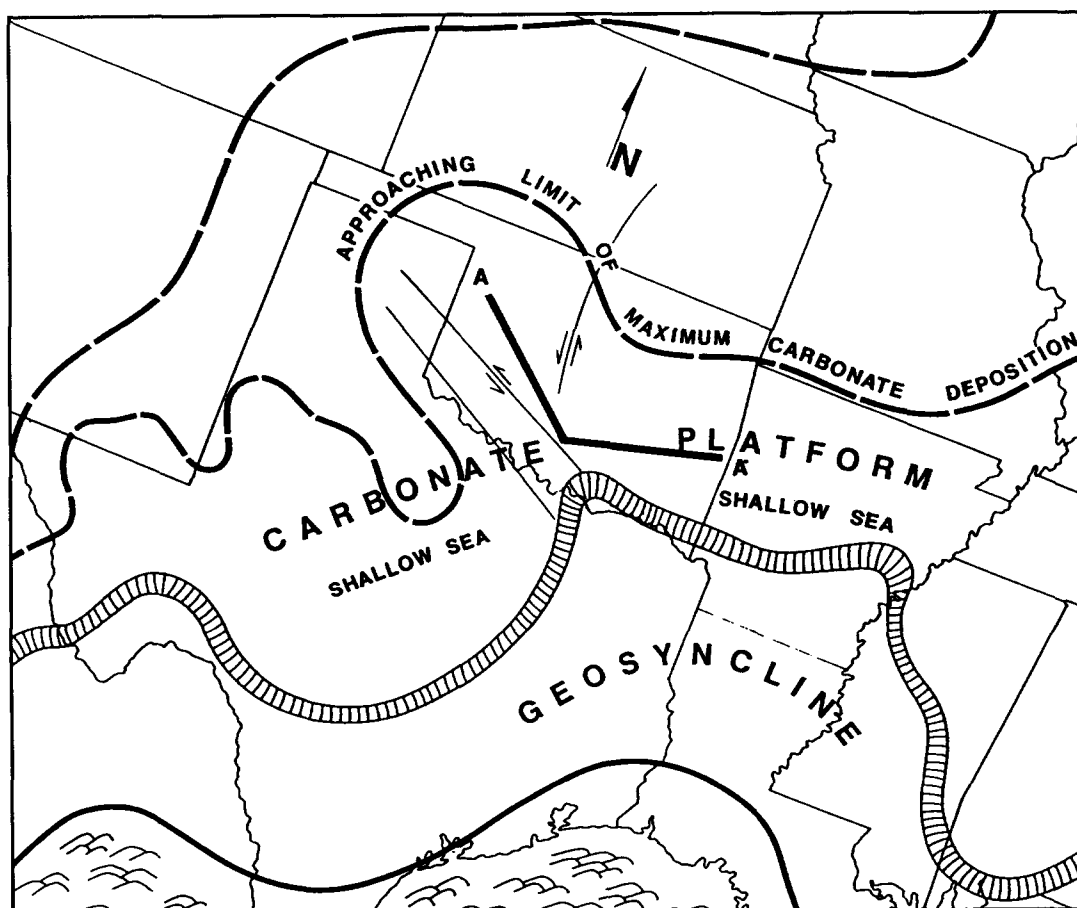 N
APPROACHING LIMIT OF MAXIMUM CARBONATE DEPOSITION
A
A'
CARBONATE PLATFORM
SHALLOW SEA
SHALLOW SEA
GEOSYNCLINE